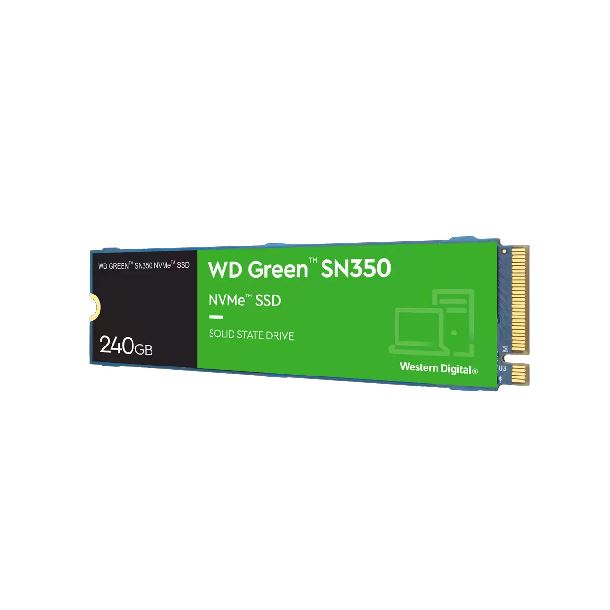 WD GREEN™ SN350 NVMe™ SSD
240GB
WD Green™ SN350
NVMe™ SSD
SOLID STATE DRIVE
Western Digital®
M